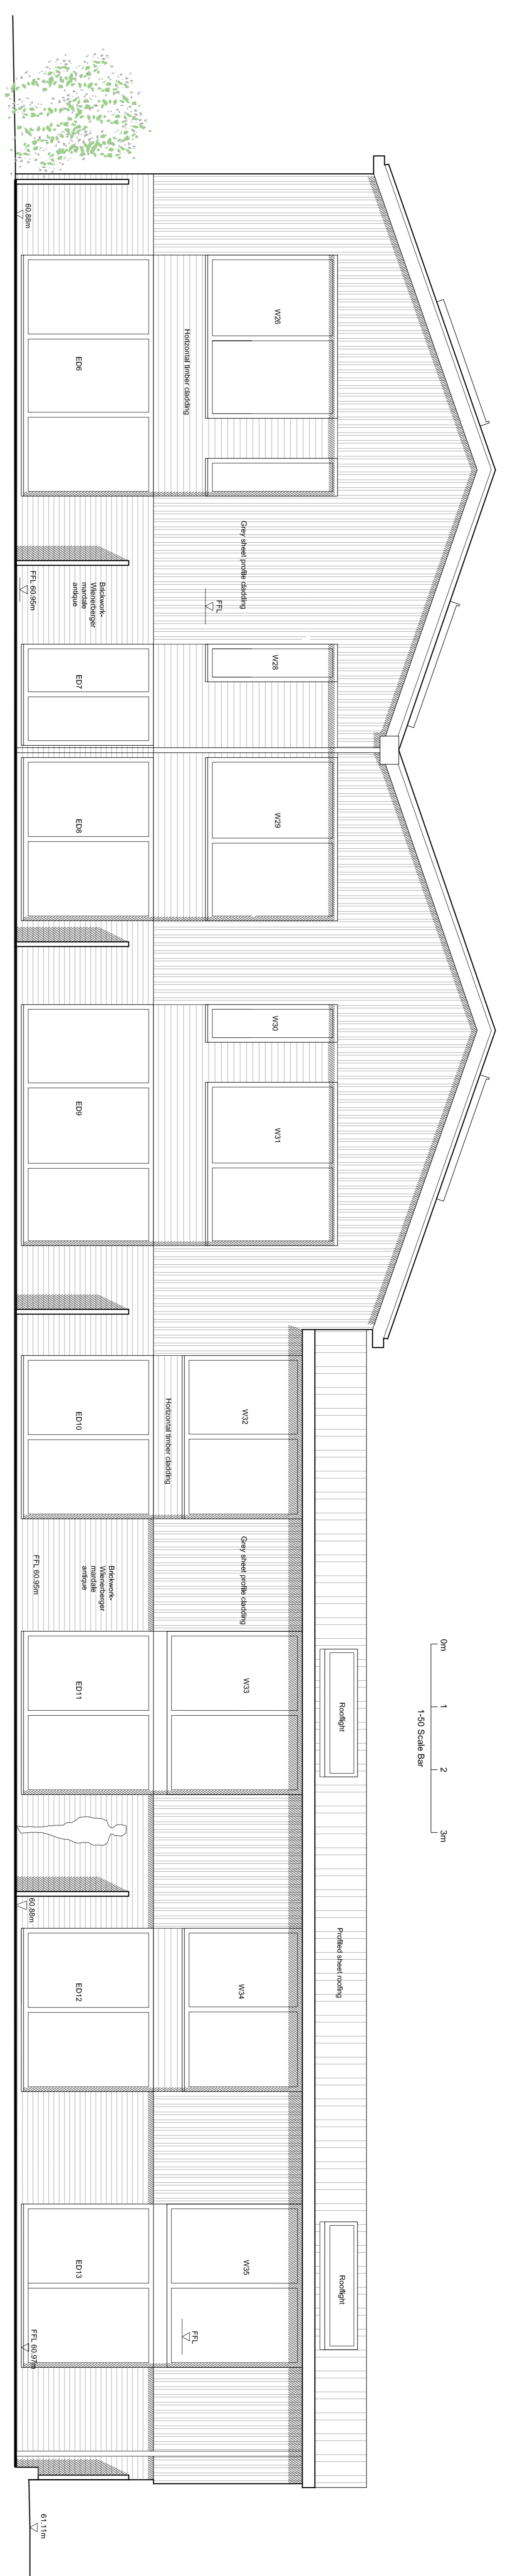 0m
1
2
3m
1-50 Scale Bar
W26
Horizontal timber cladding
ED6
60.88m
Grey sheet profile cladding
FFL
Brickwork-
Wienerberger
mardale
antique
FFL 60.95m
W28
ED7
W29
ED8
W30
W31
ED9
W32
Horizontal timber cladding
ED10
Grey sheet profile cladding
Brickwork-
Wienerberger
mardale
antique
FFL 60.95m
Rooflight
W33
ED11
Profiled sheet roofing
W34
ED12
60.88m
Rooflight
W35
FFL
ED13
FFL 60.97m
61.11m